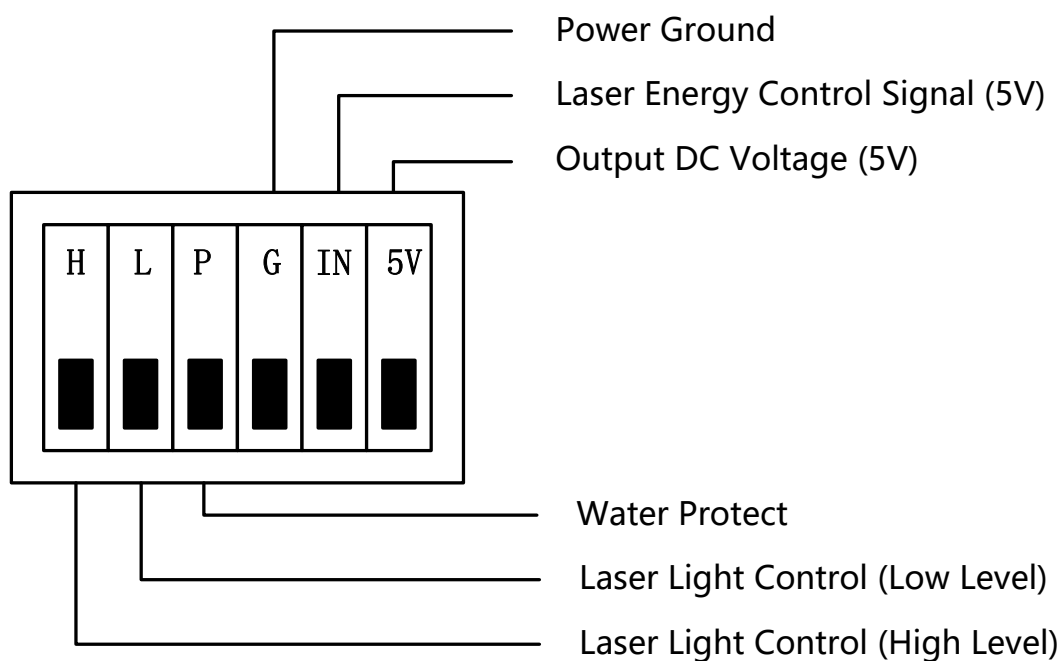 Power Ground
Laser Energy Control Signal (5V)
Output DC Voltage (5V)
H L P G IN 5V
Water Protect
Laser Light Control (Low Level)
Laser Light Control (High Level)